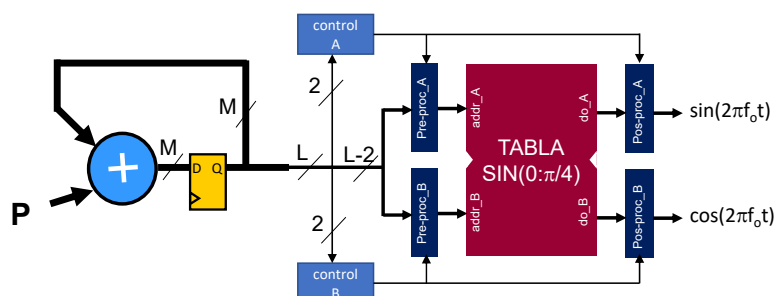 control
A
M
2
M
L
L-2
D Q
P
2
Pre-proc_A
addr_A
do_A
Pos-proc_A
sin(2πfₒt)
TABLA
SIN(0:π/4)
Pre-proc_B
addr_B
do_B
Pos-proc_B
cos(2πfₒt)
control
B